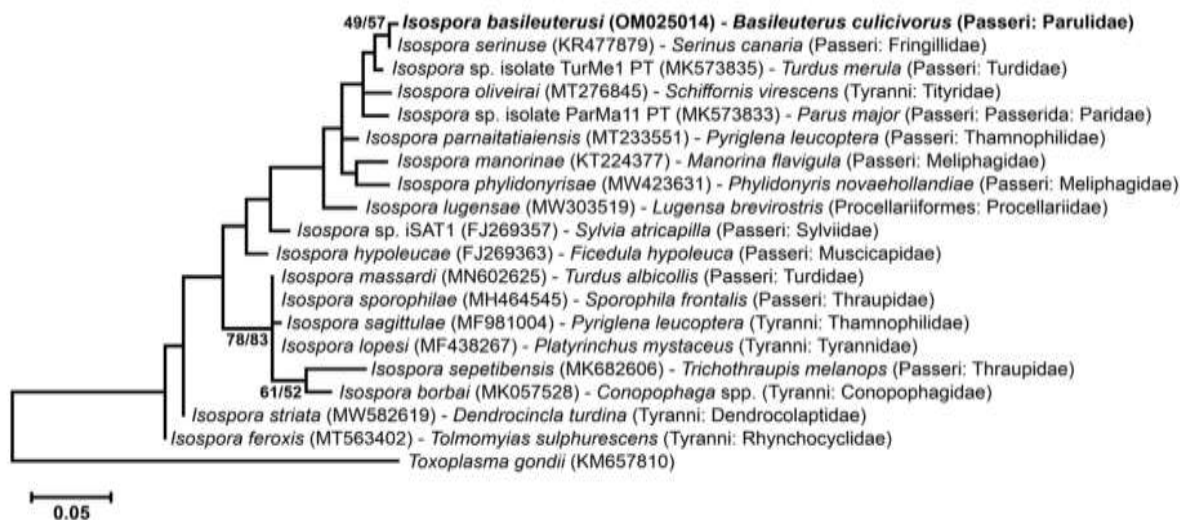 49/57 Isospora basileuterusi (OM025014) - Basileuterus culicivorus (Passeri: Parulidae)
Isospora serinuse (KR477879) - Serinus canaria (Passeri: Fringillidae)
Isospora sp. isolate TurMe1 PT (MK573835) - Turdus merula (Passeri: Turdidae)
Isospora oliveirai (MT276845) - Schiffornis virescens (Tyranni: Tityridae)
Isospora sp. isolate ParMa11 PT (MK573833) - Parus major (Passeri: Passerida: Paridae)
Isospora parnaitatiaiensis (MT233551) - Pyriglena leucoptera (Passeri: Thamnophilidae)
Isospora manorinae (KT224377) - Manorina flavigula (Passeri: Meliphagidae)
Isospora phylidonyrisae (MW423631) - Phylidonyris novaehollandiae (Passeri: Meliphagidae)
Isospora lugensae (MW303519) - Lugensa brevirostris (Procellariiformes: Procellariidae)
Isospora sp. iSAT1 (FJ269357) - Sylvia atricapilla (Passeri: Sylviidae)
Isospora hypoleucae (FJ269363) - Ficedula hypoleuca (Passeri: Muscicapidae)
Isospora massardi (MN602625) - Turdus albicollis (Passeri: Turdidae)
Isospora sporophilae (MH464545) - Sporophila frontalis (Passeri: Thraupidae)
Isospora sagittulae (MF981004) - Pyriglena leucoptera (Tyranni: Thamnophilidae)
78/83
Isospora lopesi (MF438267) - Platyrinchus mystaceus (Tyranni: Tyrannidae)
Isospora sepetibensis (MK682606) - Trichothraupis melanops (Passeri: Thraupidae)
61/52 Isospora borbai (MK057528) - Conopophaga spp. (Tyranni: Conopophagidae)
Isospora striata (MW582619) - Dendrocincla turdina (Tyranni: Dendrocolaptidae)
Isospora feroxis (MT563402) - Tolmomyias sulphurescens (Tyranni: Rhynchocyclidae)
Toxoplasma gondii (KM657810)
0.05